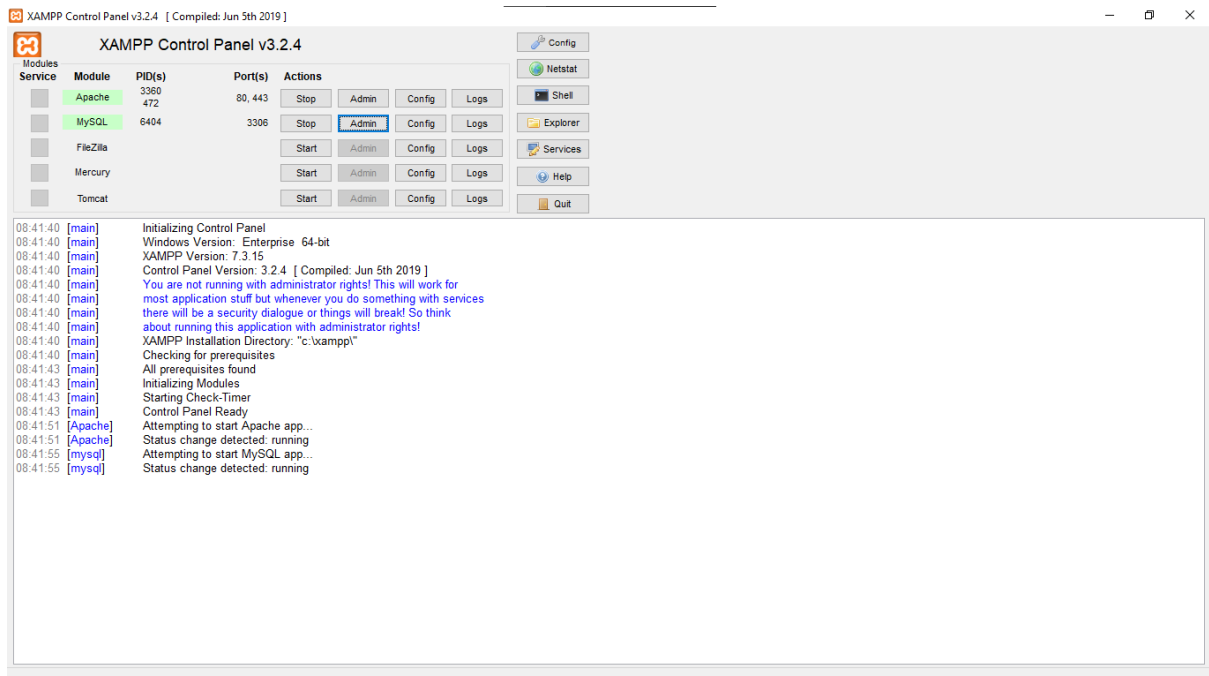 XAMPP Control Panel v3.2.4 [ Compiled: Jun 5th 2019 ]
XAMPP Control Panel v3.2.4
Config
Modules
Netstat
Service Module PID(s) Port(s) Actions
Apache 3360 472 80, 443 Stop Admin Config Logs
Shell
MySQL 6404 3306 Stop Admin Config Logs
Explorer
FileZilla Start Admin Config Logs
Services
Mercury Start Admin Config Logs
Help
Tomcat Start Admin Config Logs
Quit
08:41:40 [main] Initializing Control Panel
08:41:40 [main] Windows Version: Enterprise 64-bit
08:41:40 [main] XAMPP Version: 7.3.15
08:41:40 [main] Control Panel Version: 3.2.4 [ Compiled: Jun 5th 2019 ]
08:41:40 [main] You are not running with administrator rights! This will work for
08:41:40 [main] most application stuff but whenever you do something with services
08:41:40 [main] there will be a security dialogue or things will break! So think
08:41:40 [main] about running this application with administrator rights!
08:41:40 [main] XAMPP Installation Directory: "c:\xampp\"
08:41:40 [main] Checking for prerequisites
08:41:43 [main] All prerequisites found
08:41:43 [main] Initializing Modules
08:41:43 [main] Starting Check-Timer
08:41:43 [main] Control Panel Ready
08:41:51 [Apache] Attempting to start Apache app...
08:41:51 [Apache] Status change detected: running
08:41:55 [mysql] Attempting to start MySQL app...
08:41:55 [mysql] Status change detected: running